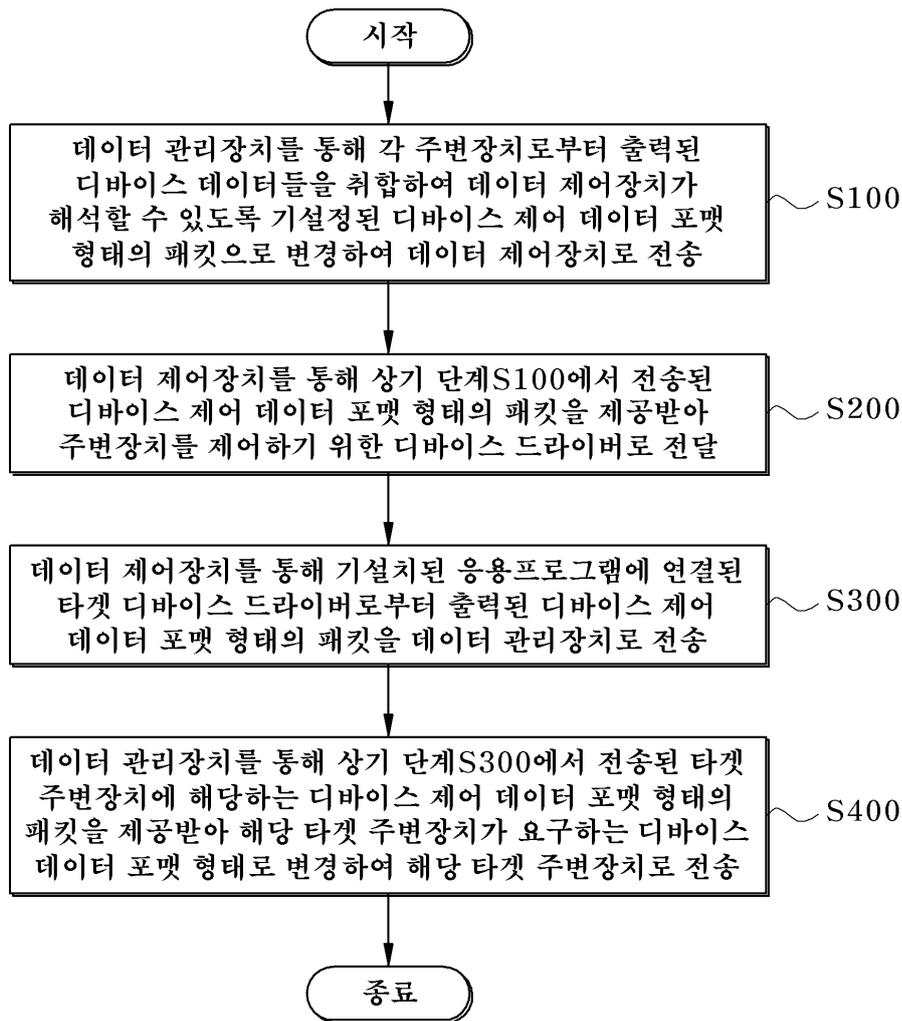 시작
데이터 관리장치를 통해 각 주변장치로부터 출력된
디바이스 데이터들을 취합하여 데이터 제어장치가
해석할 수 있도록 기설정된 디바이스 제어 데이터 포맷
형태의 패킷으로 변경하여 데이터 제어장치로 전송
S100
데이터 제어장치를 통해 상기 단계S100에서 전송된
디바이스 제어 데이터 포맷 형태의 패킷을 제공받아
주변장치를 제어하기 위한 디바이스 드라이버로 전달
S200
데이터 제어장치를 통해 기설치된 응용프로그램에 연결된
타겟 디바이스 드라이버로부터 출력된 디바이스 제어
데이터 포맷 형태의 패킷을 데이터 관리장치로 전송
S300
데이터 관리장치를 통해 상기 단계S300에서 전송된 타겟
주변장치에 해당하는 디바이스 제어 데이터 포맷 형태의
패킷을 제공받아 해당 타겟 주변장치가 요구하는 디바이스
데이터 포맷 형태로 변경하여 해당 타겟 주변장치로 전송
S400
종료